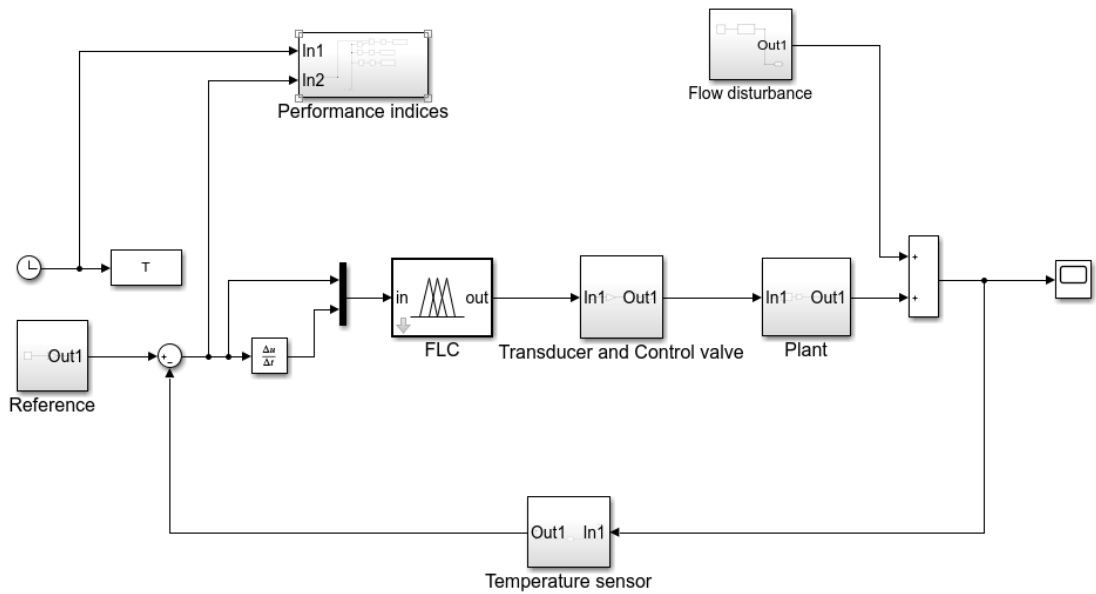 In1
In2
Performance indices
Out1
Flow disturbance
T
in
out
FLC
In1
Out1
Transducer and Control valve
In1
Out1
Plant
+
+
Out1
Reference
+
−
Δu
Δt
Out1
In1
Temperature sensor